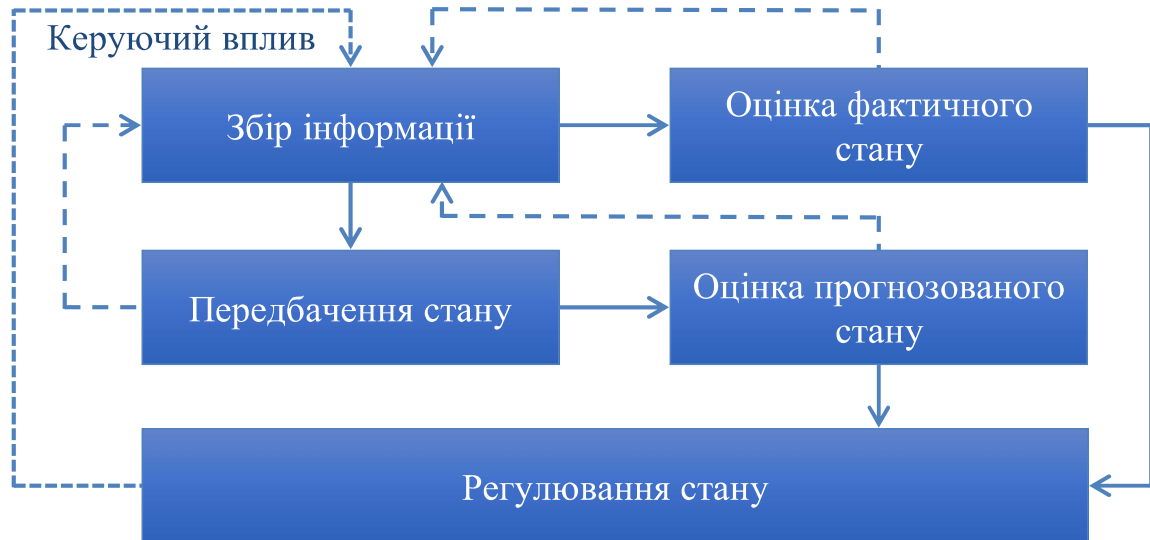 Керуючий вплив
Збір інформації
Оцінка фактичного
стану
Передбачення стану
Оцінка прогнозованого
стану
Регулювання стану